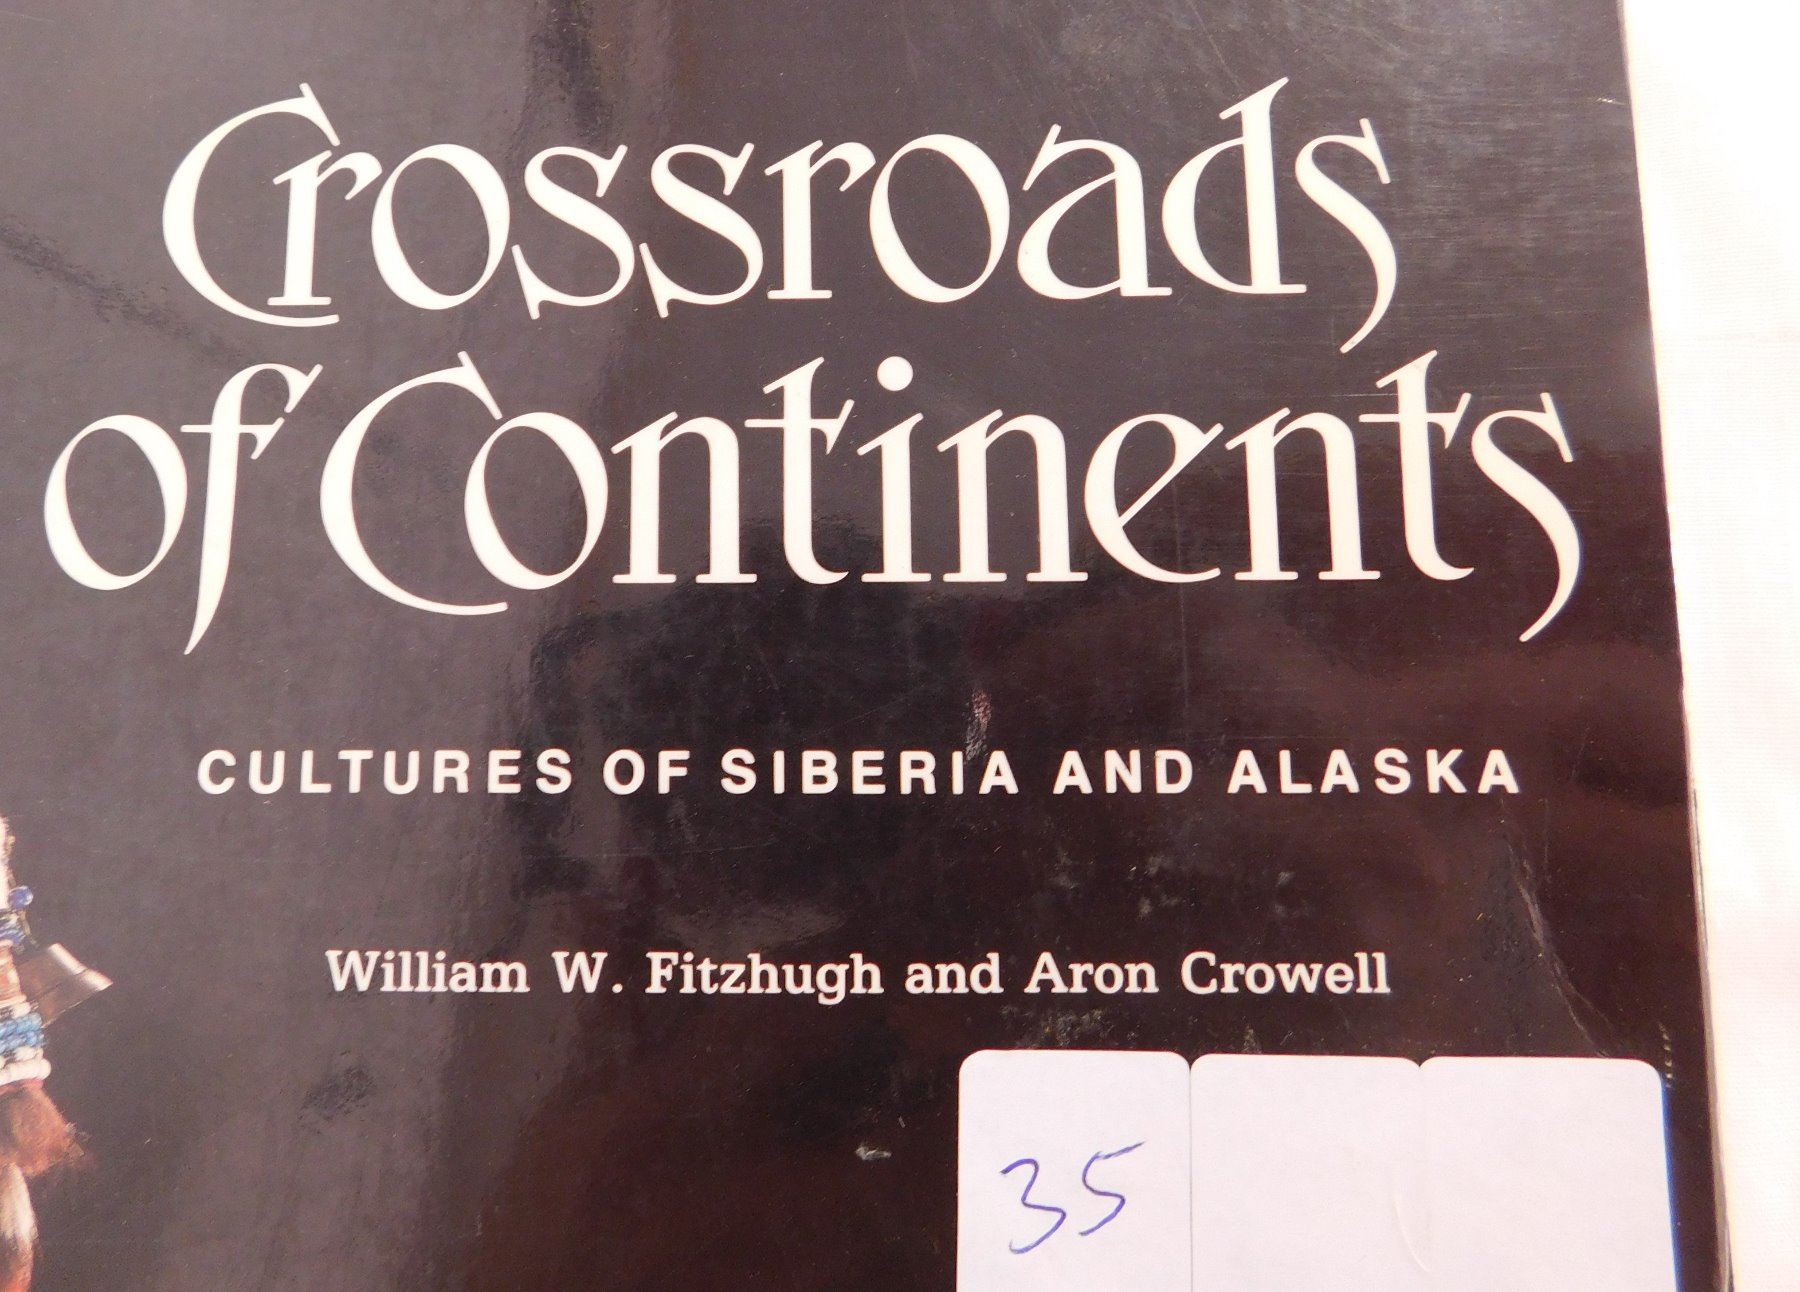 Crossroads
of Continents
CULTURES OF SIBERIA AND ALASKA
William W. Fitzhugh and Aron Crowell
35